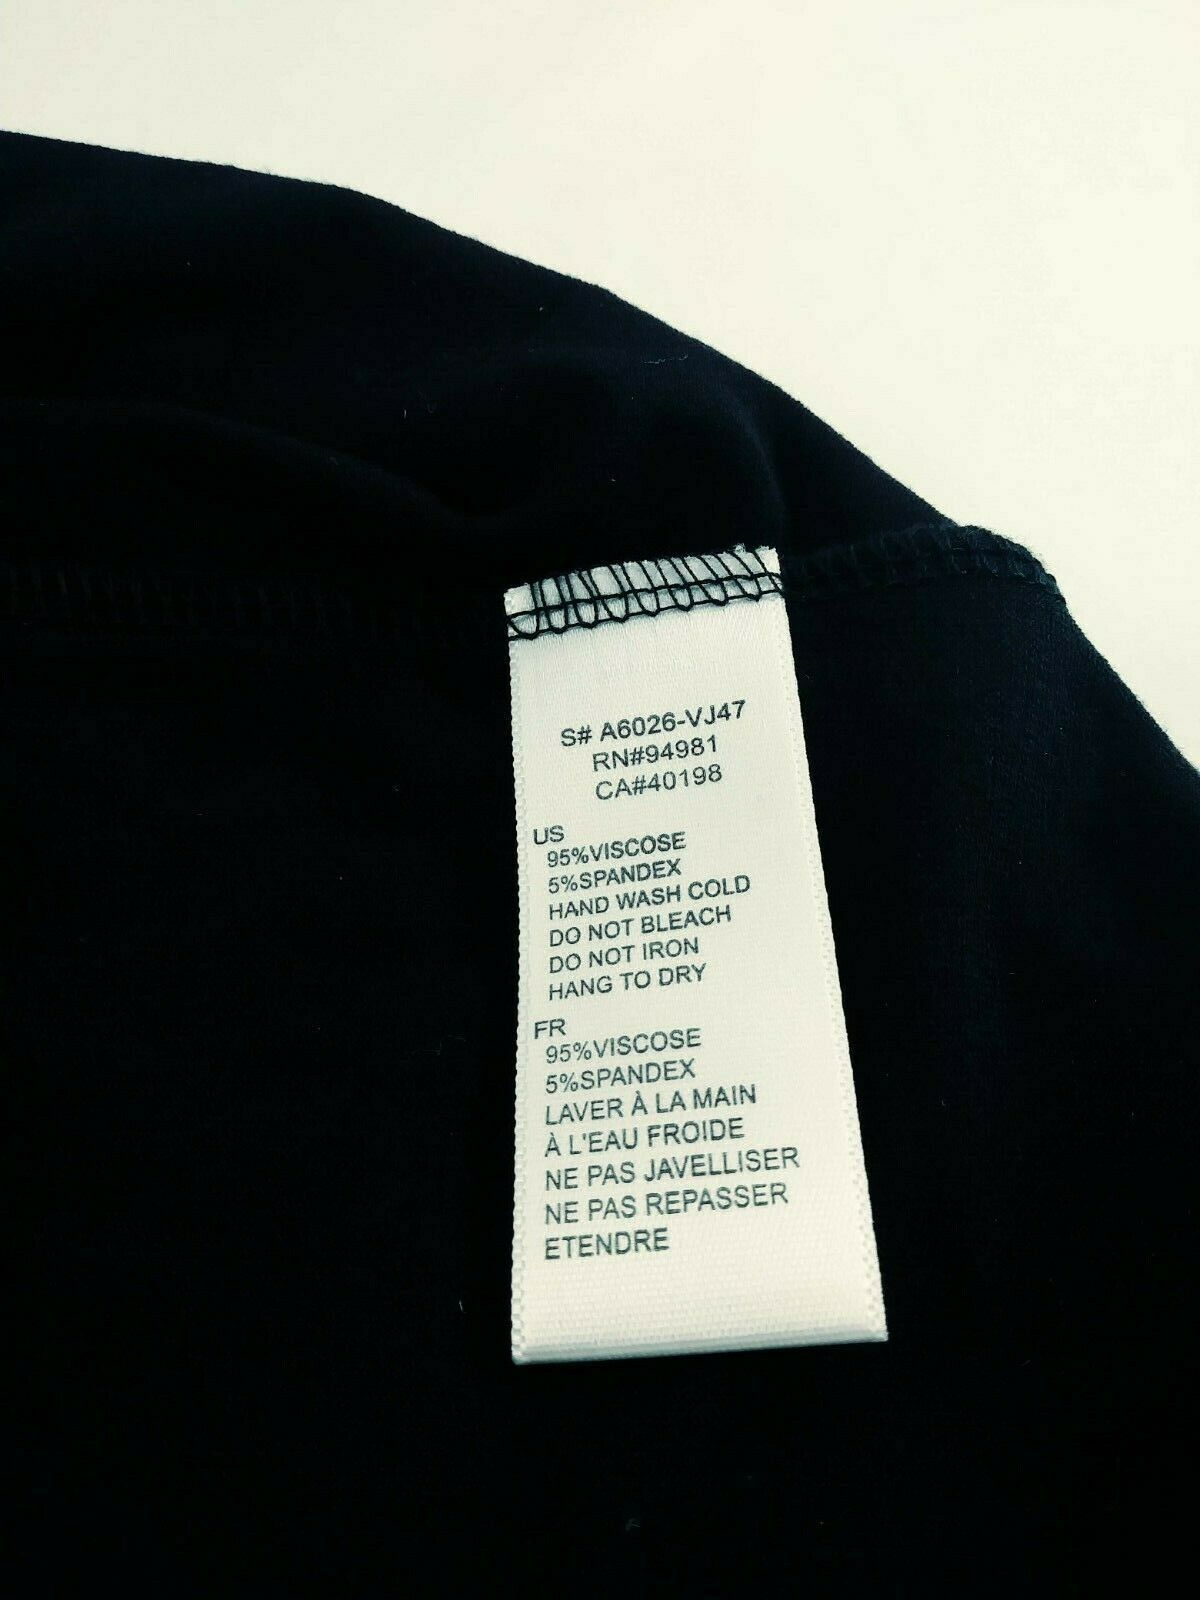 S# A6026-VJ47
RN#94981
CA#40198
US
95%VISCOSE
5%SPANDEX
HAND WASH COLD
DO NOT BLEACH
DO NOT IRON
HANG TO DRY
FR
95%VISCOSE
5%SPANDEX
LAVER À LA MAIN
À L'EAU FROIDE
NE PAS JAVELLISER
NE PAS REPASSER
ETENDRE